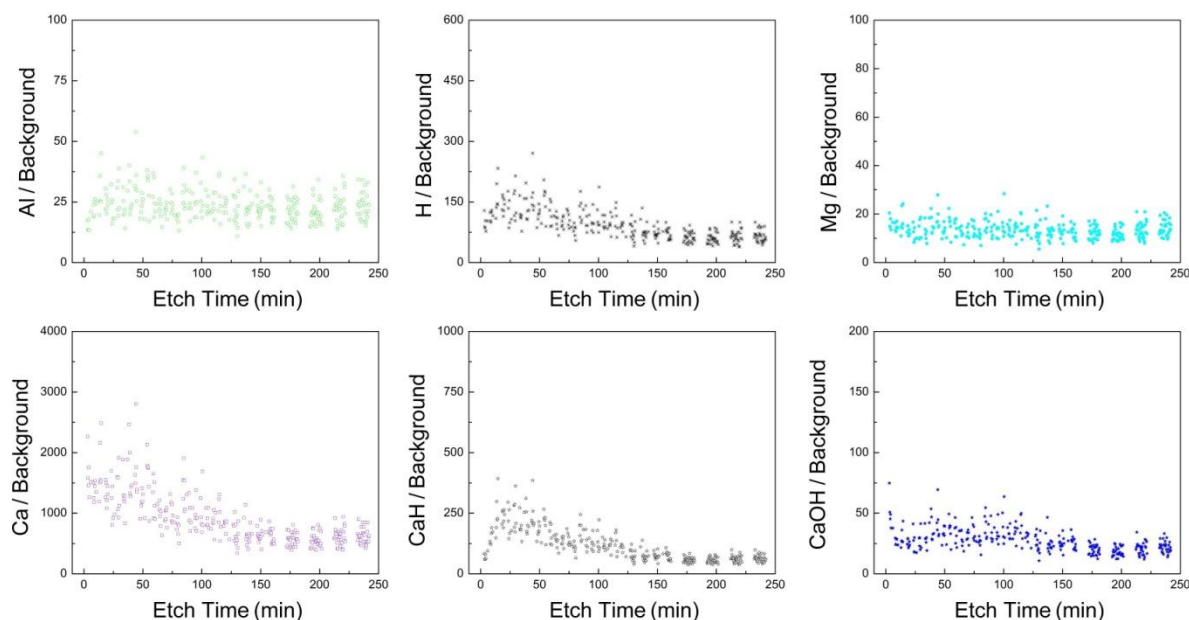 100
75
50
25
0
0 50 100 150 200 250
Al / Background
Etch Time (min)
600
450
300
150
0
0 50 100 150 200 250
H / Background
Etch Time (min)
100
80
60
40
20
0
0 50 100 150 200 250
Mg / Background
Etch Time (min)
4000
3000
2000
1000
0
0 50 100 150 200 250
Ca / Background
Etch Time (min)
1000
750
500
250
0
0 50 100 150 200 250
CaH / Background
Etch Time (min)
200
150
100
50
0
0 50 100 150 200 250
CaOH / Background
Etch Time (min)